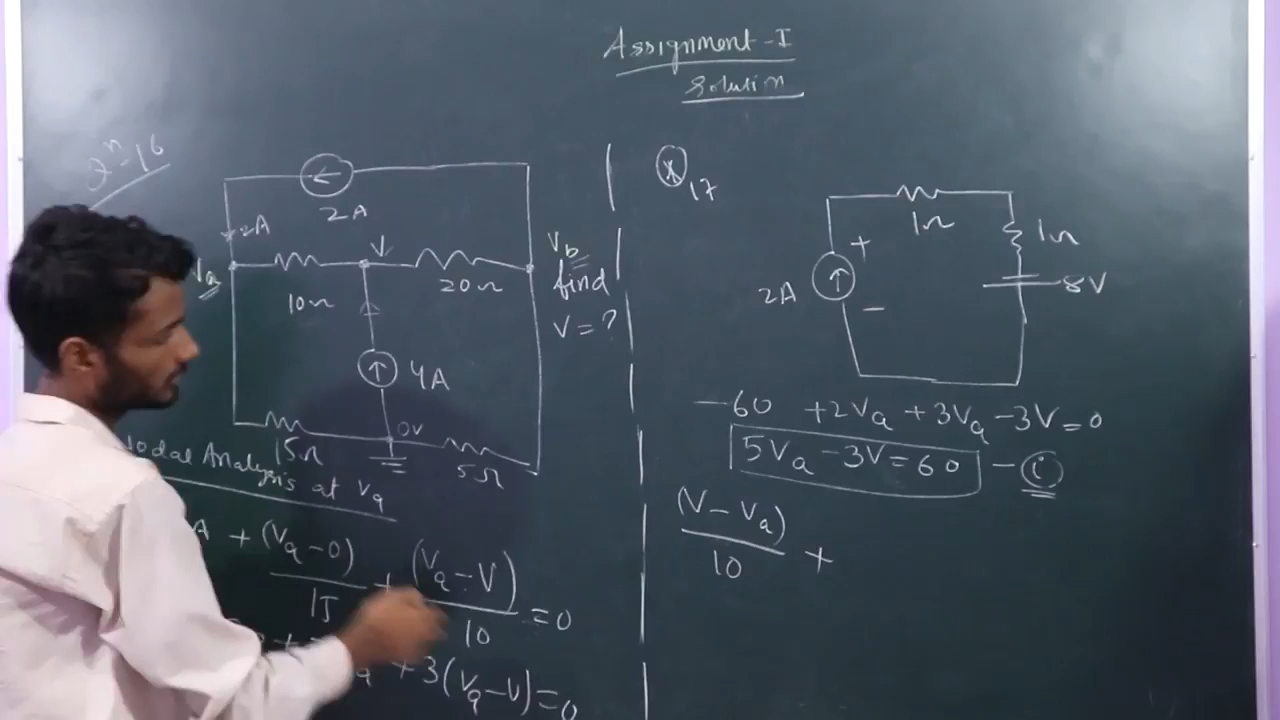 Assignment-I
Solution
2ⁿ=16
2A
2A
Va
10Ω
V
20Ω
Vb
find
V=?
4A
0V
15Ω
5Ω
Nodal Analysis at Va
A + (Va-0)/15 + (Va-V)/10 = 0
+3(Va-V)=0
17
1Ω
1Ω
2A
+
-
8V
-60 +2Va +3Va -3V=0
5Va -3V=60 - (i)
(V-Va)/10 +